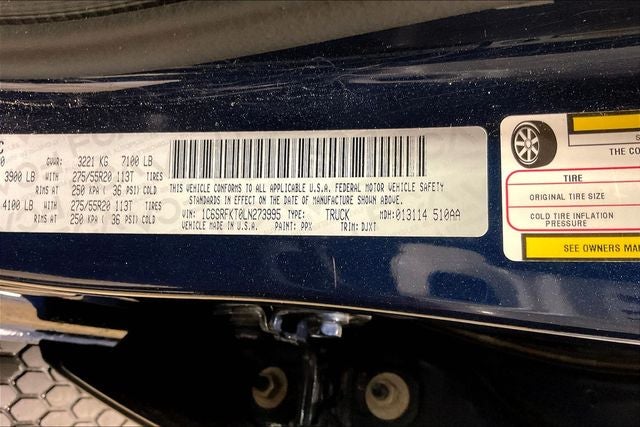 GVWR: 3221 KG 7100 LB
3900 LB 275/55R20 113T TIRES
RIMS AT 250 KPA ( 36 PSI) COLD
4100 LB 275/55R20 113T TIRES
RIMS AT 250 KPA ( 36 PSI) COLD
THIS VEHICLE CONFORMS TO ALL APPLICABLE U.S.A. FEDERAL MOTOR VEHICLE SAFETY
STANDARDS IN EFFECT ON THE DATE OF MANUFACTURE SHOWN ABOVE.
VIN: 1C6SRFKT0LN273995 TYPE: TRUCK MDH:013114 510AA
VEHICLE MADE IN U.S.A. PAINT: PPX TRIM: DJXT
THE CO
TIRE
ORIGINAL TIRE SIZE
COLD TIRE INFLATION
PRESSURE
SEE OWNERS MA